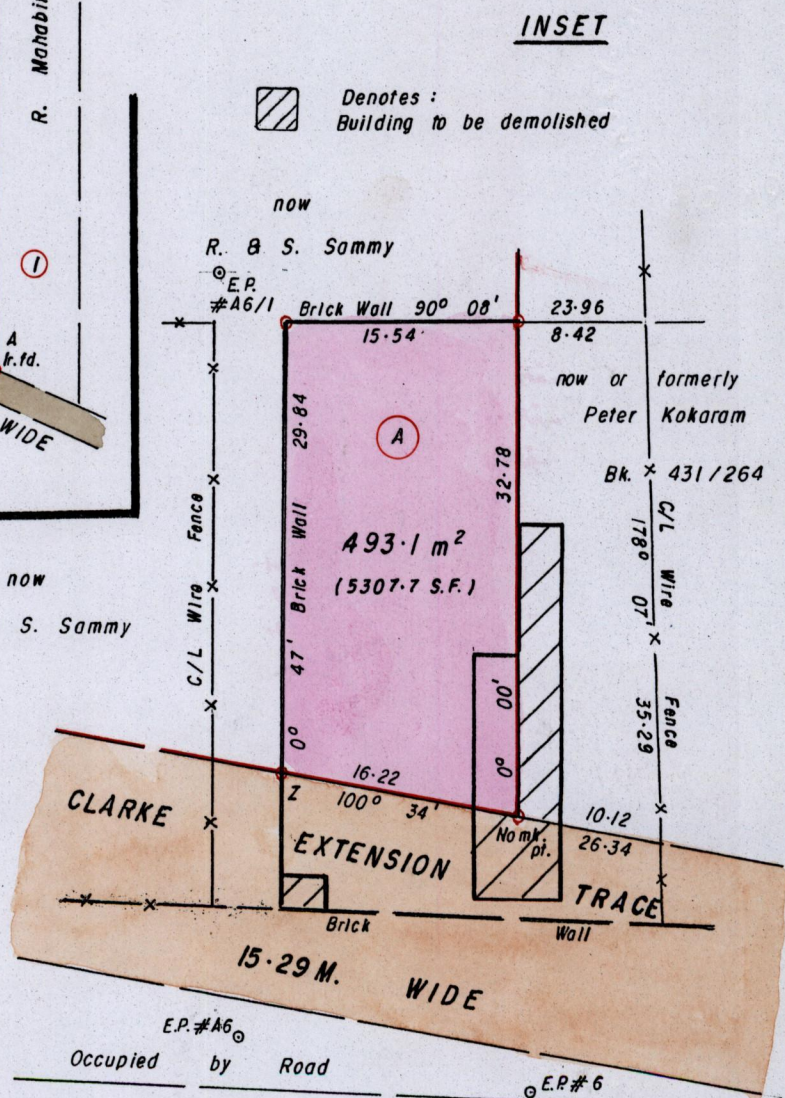 INSET
Denotes :
Building to be demolished
R. Mahabi
1
A
Ir. fd.
WIDE
now
R. & S. Sammy
E.P.
#A6/1
Brick Wall 90° 08'
15·54
23·96
8·42
now or formerly
Peter Kokaram
Bk. 431/264
A
29·84
Brick Wall
47'
0°
32·78
00'
0°
493·1 m²
(5307·7 S.F.)
C/L Wire Fence
C/L Wire Fence
178° 07'
35·29
now
S. Sammy
16·22
Z
100° 34'
No mk.
pt.
10·12
26·34
CLARKE EXTENSION TRACE
Brick Wall
15·29 M. WIDE
E.P. #A6
Occupied by Road
E.P. # 6